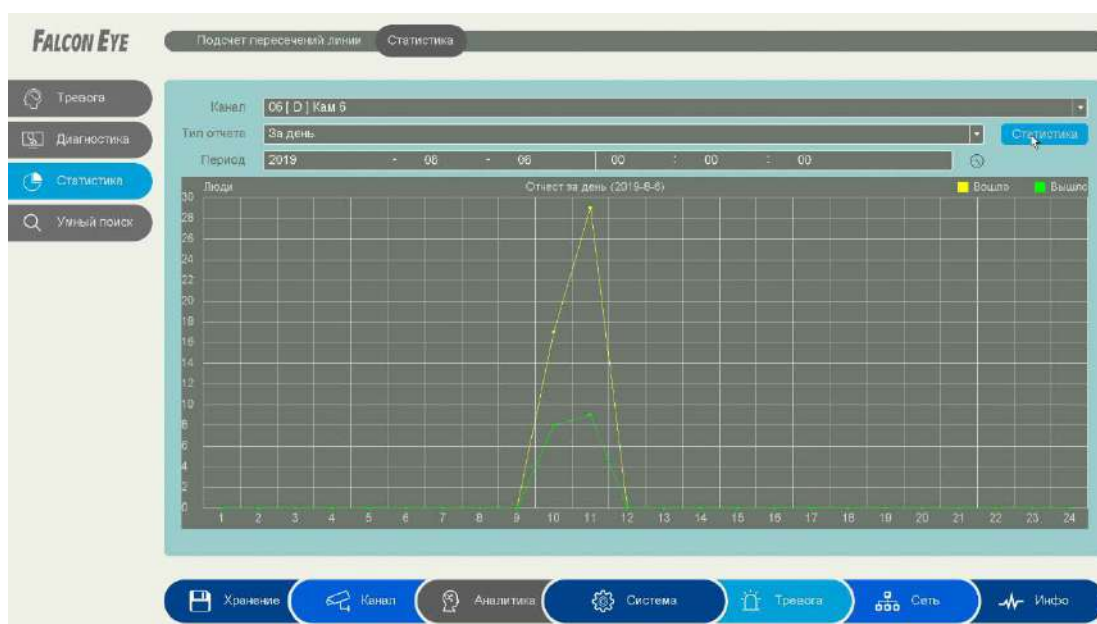 FALCON EYE
Подсчет пересечений линии Статистика
Тревога
Диагностика
Статистика
Умный поиск
Канал 06 [ D ] Кам 6
Тип отчета За день Статистика
Период 2019 - 08 - 06 00 : 00 : 00
Люди Отчест за день (2019-8-6) Вошло Вышло
30
28
26
24
22
20
18
16
14
12
10
8
6
4
2
0
1 2 3 4 5 6 7 8 9 10 11 12 13 14 15 16 17 18 19 20 21 22 23 24
Хранение Канал Аналитика Система Тревога Сеть Инфо